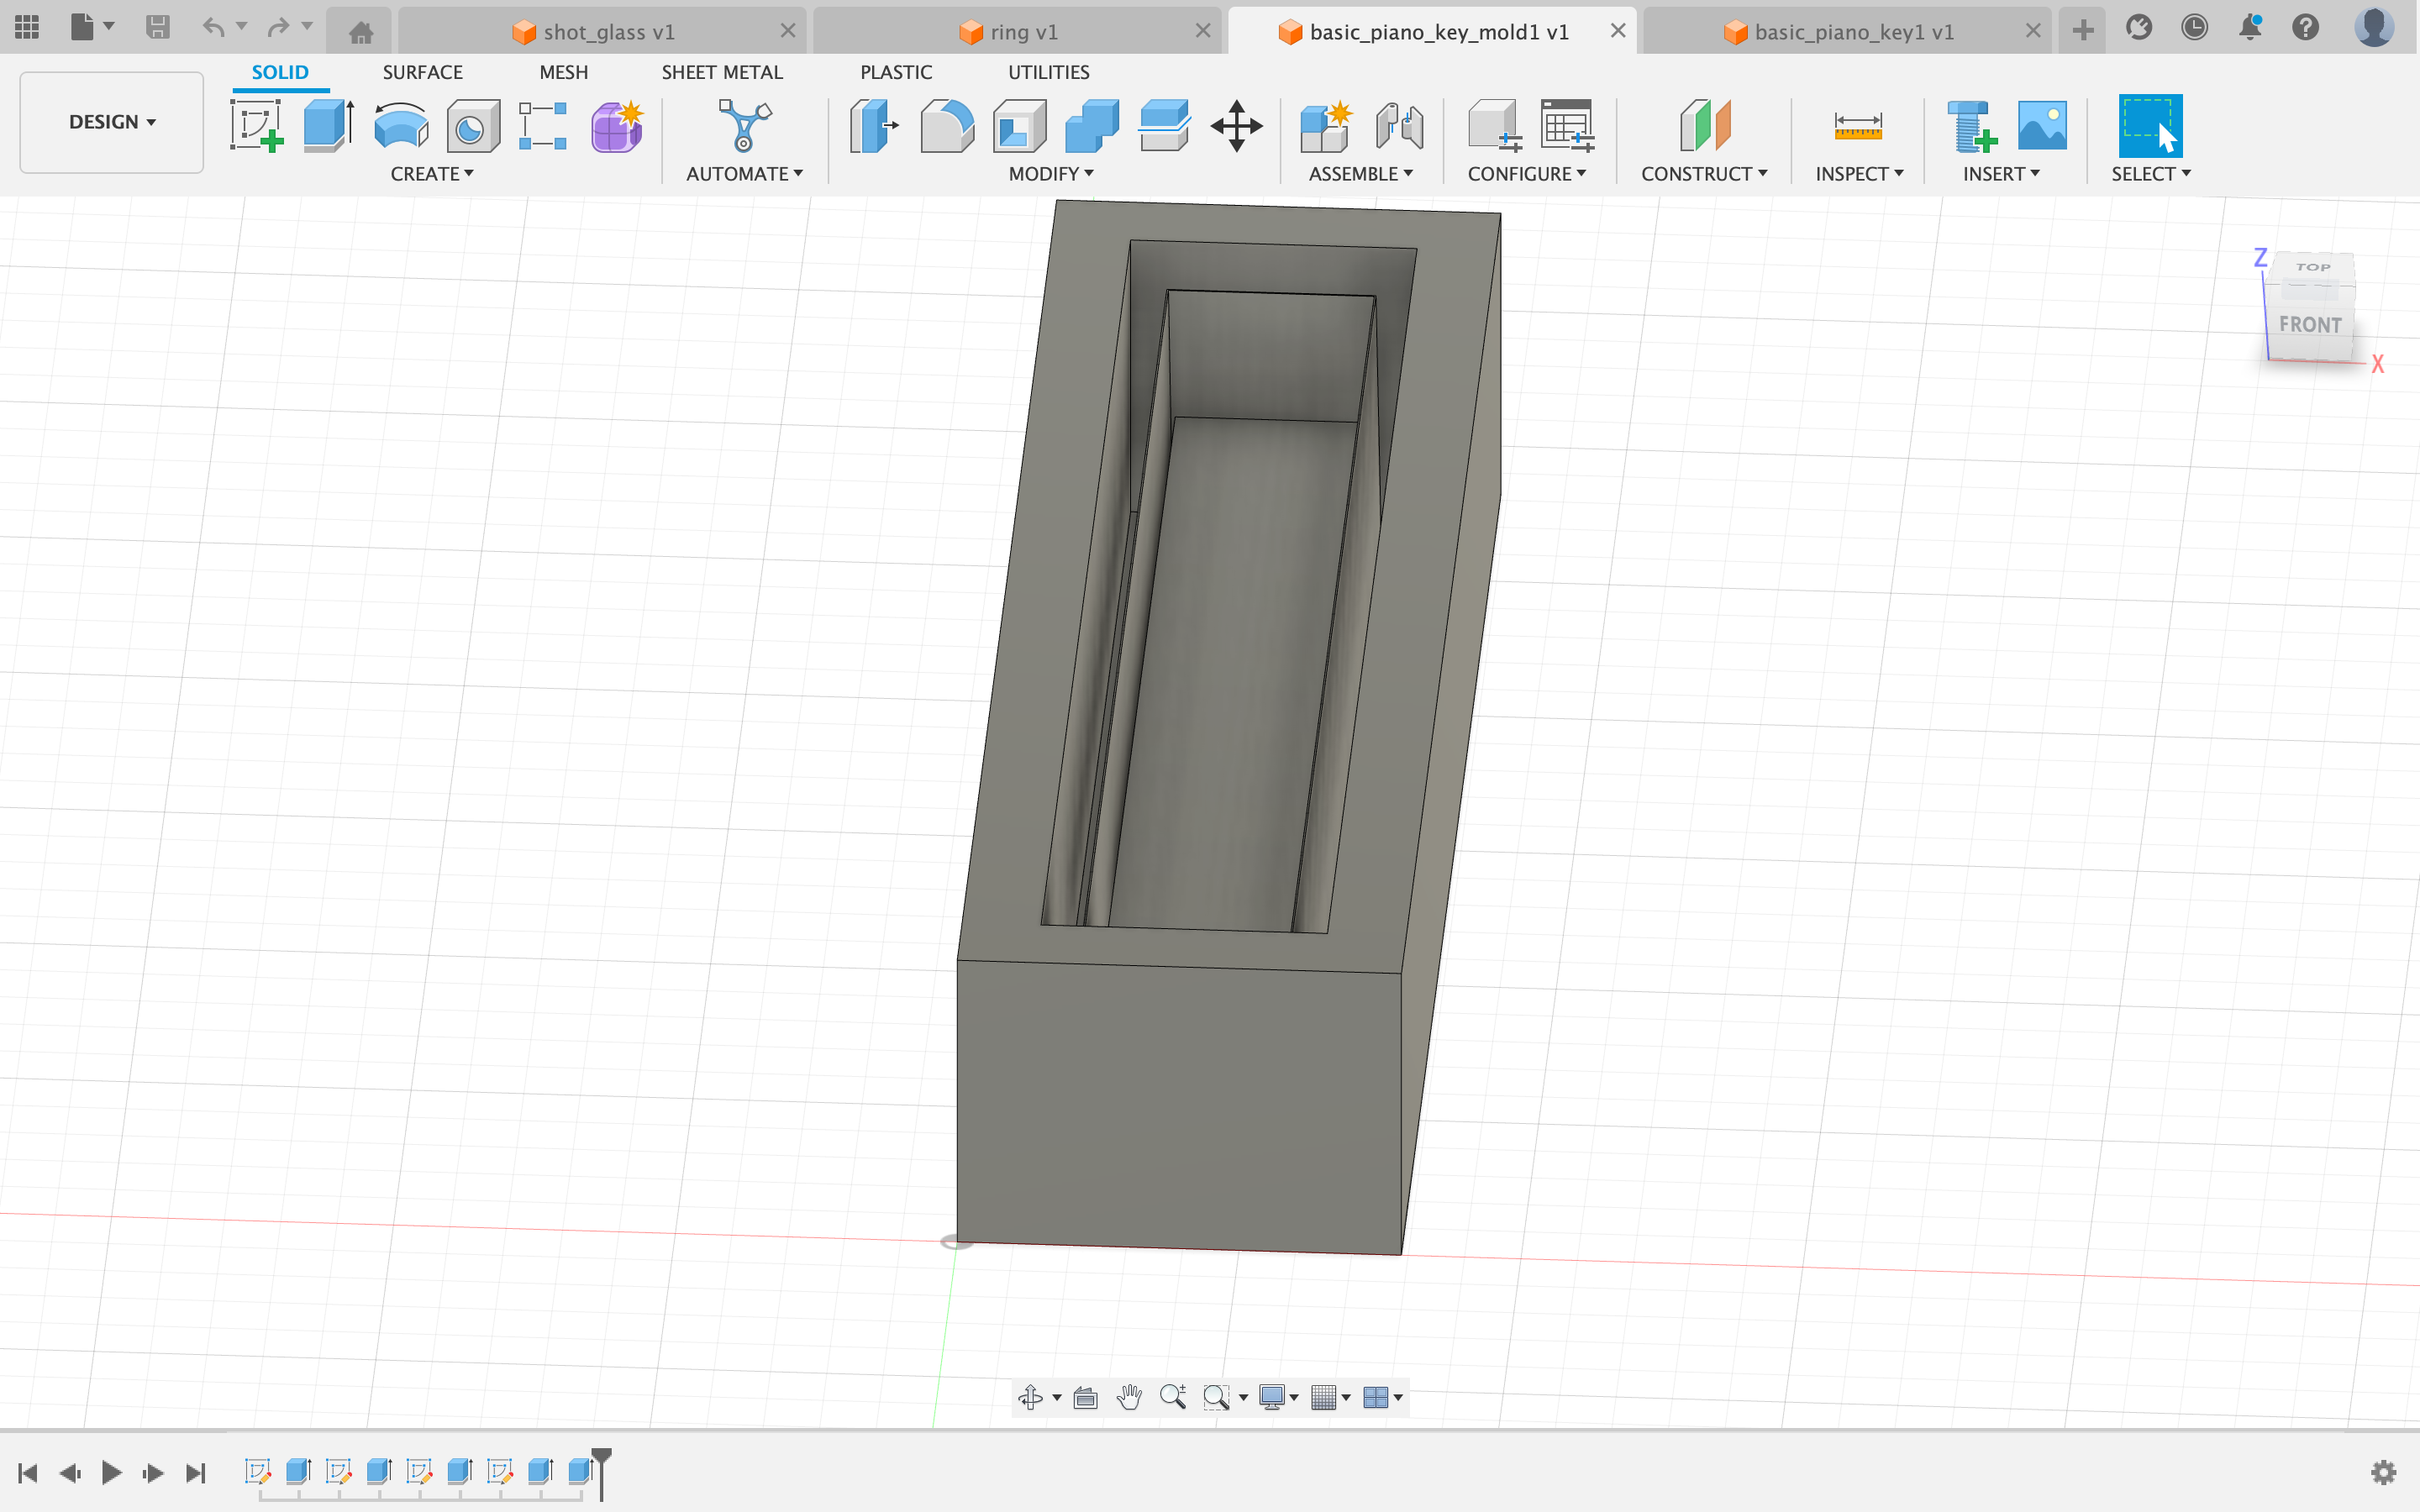 shot_glass v1
ring v1
basic_piano_key_mold1 v1
basic_piano_key1 v1
DESIGN
SOLID
SURFACE
MESH
SHEET METAL
PLASTIC
UTILITIES
CREATE
AUTOMATE
MODIFY
ASSEMBLE
CONFIGURE
CONSTRUCT
INSPECT
INSERT
SELECT
Z
TOP
FRONT
X